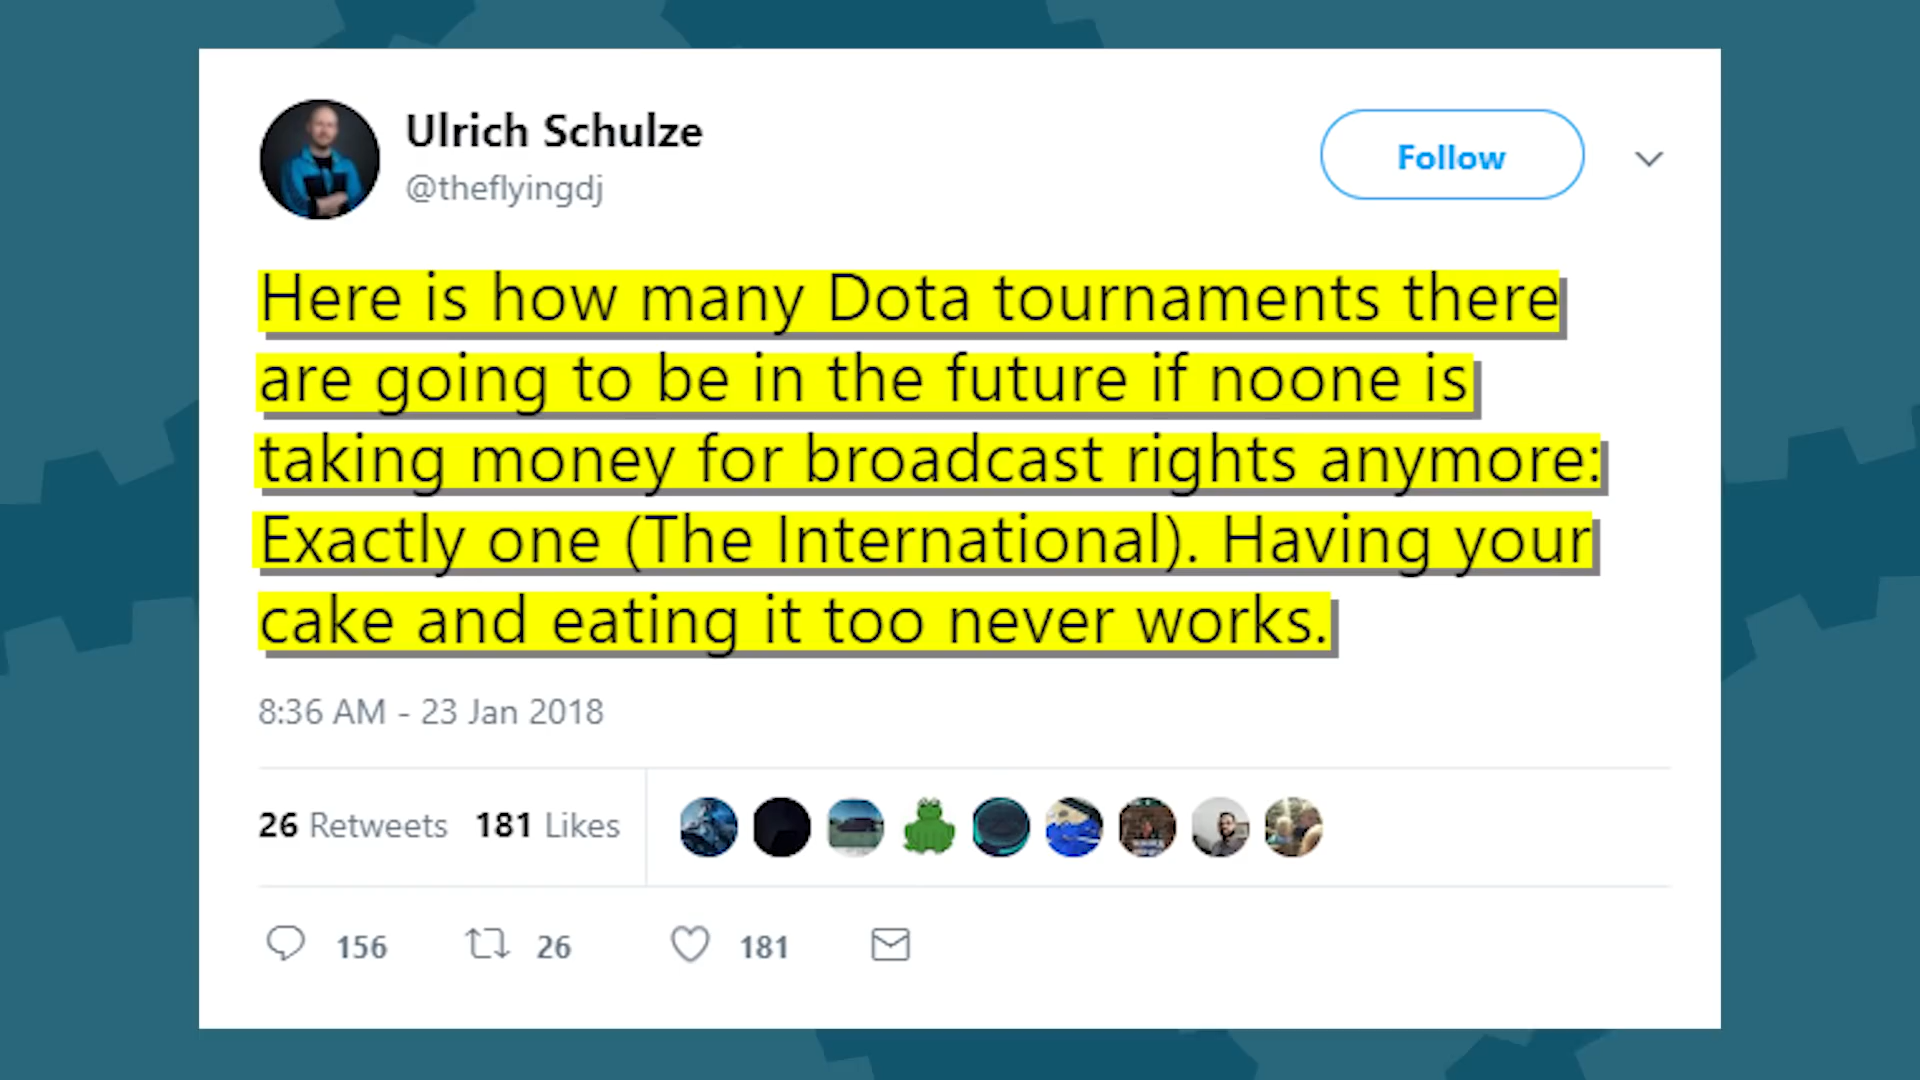 Ulrich Schulze
@theflyingdj
Follow
Here is how many Dota tournaments there
are going to be in the future if noone is
taking money for broadcast rights anymore:
Exactly one (The International). Having your
cake and eating it too never works.
8:36 AM - 23 Jan 2018
26 Retweets 181 Likes
156 26 181